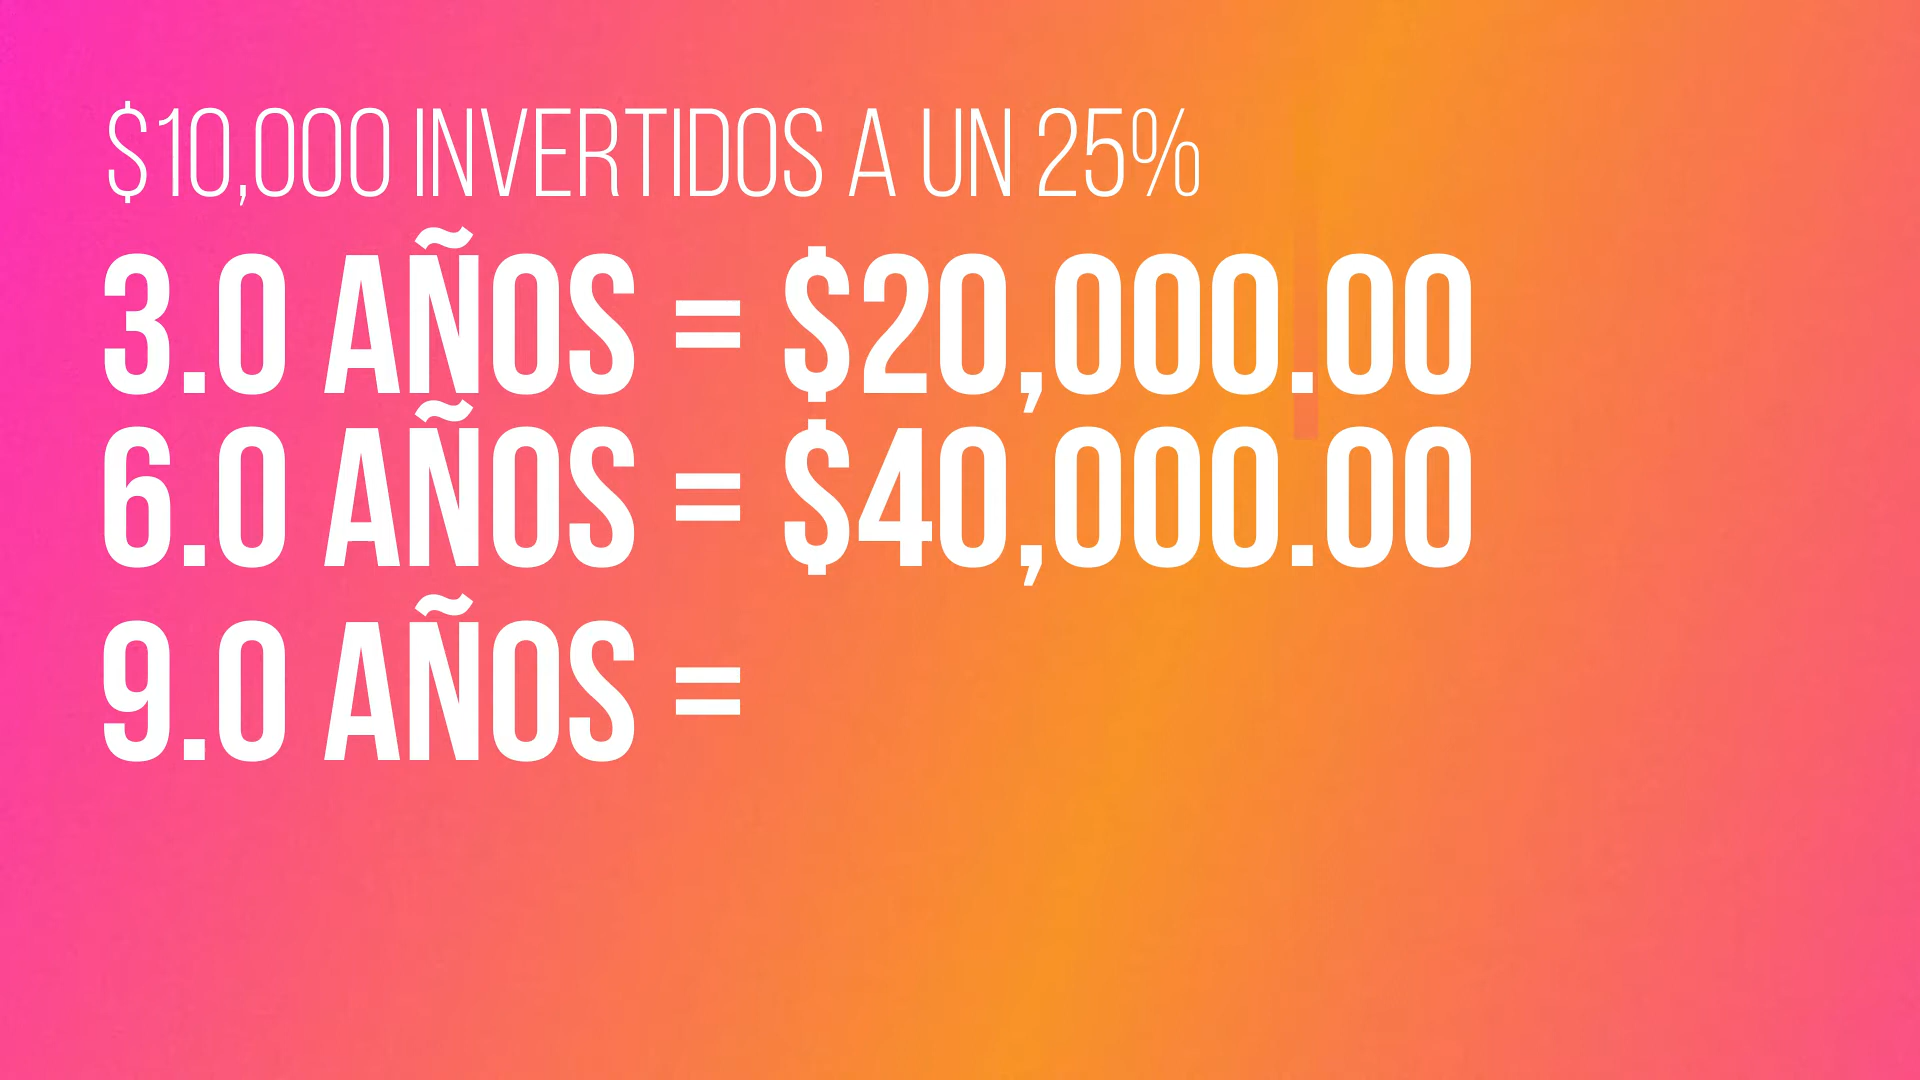 $10,000 INVERTIDOS A UN 25%
3.0 AÑOS = $20,000.00
6.0 AÑOS = $40,000.00
9.0 AÑOS =